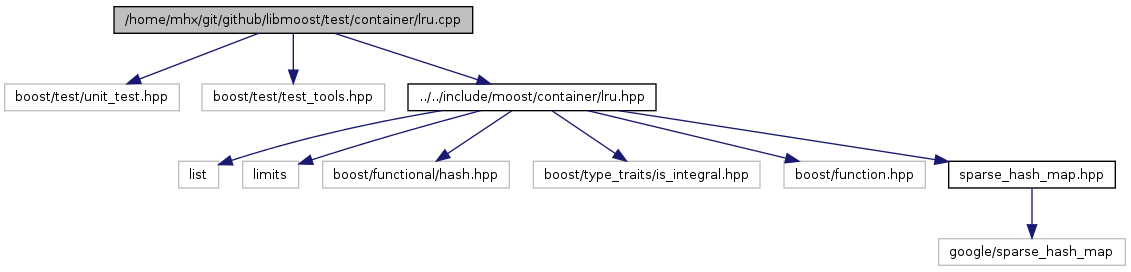 /home/mhx/git/github/libmoost/test/container/lru.cpp
boost/test/unit_test.hpp
boost/test/test_tools.hpp
../../include/moost/container/lru.hpp
list
limits
boost/functional/hash.hpp
boost/type_traits/is_integral.hpp
boost/function.hpp
sparse_hash_map.hpp
google/sparse_hash_map